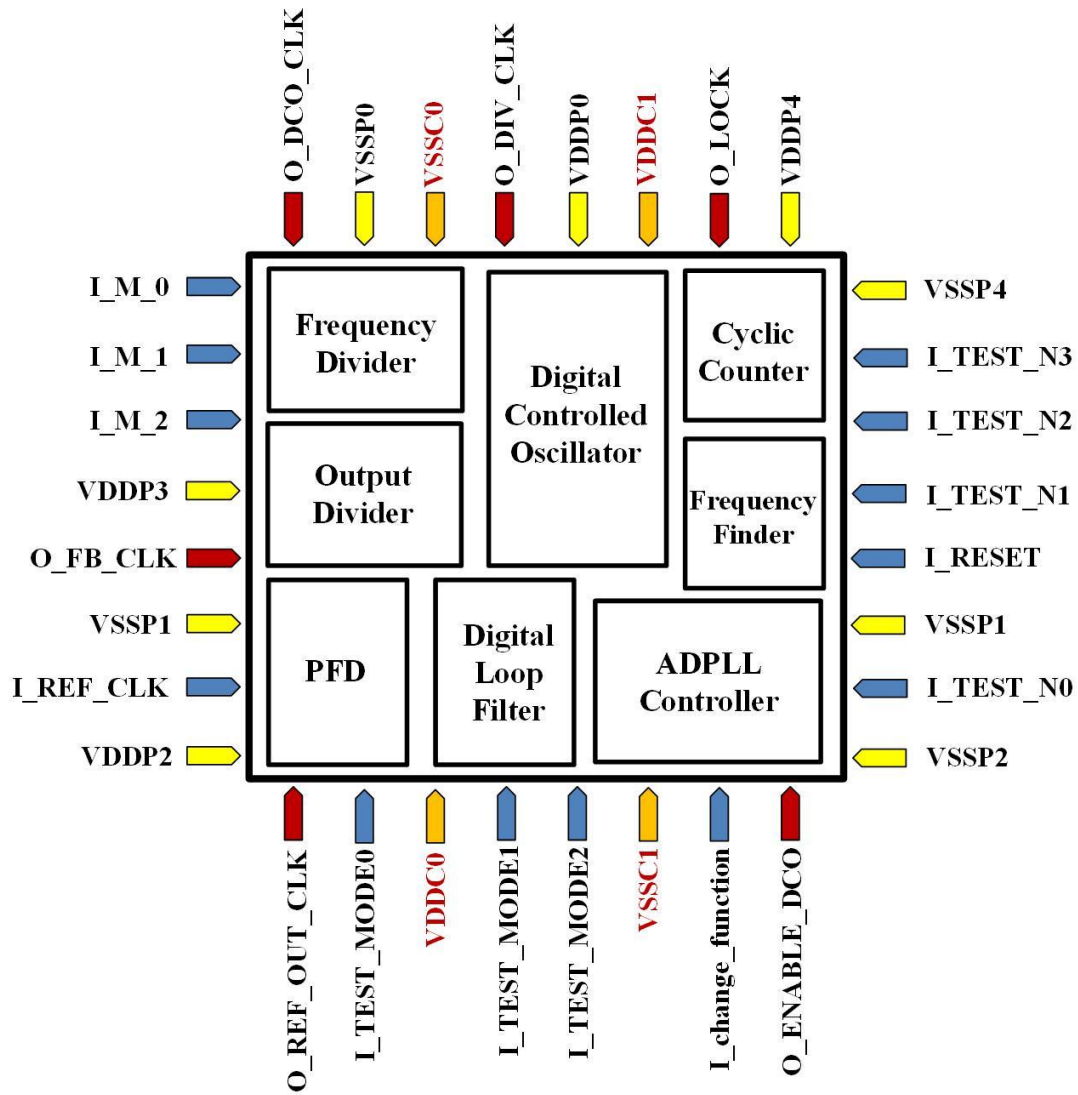 O_DCO_CLK
VSSP0
VSSC0
O_DIV_CLK
VDDP0
VDDC1
O_LOCK
VDDP4
I_M_0
I_M_1
I_M_2
VDDP3
O_FB_CLK
VSSP1
I_REF_CLK
VDDP2
Frequency
Divider
Output
Divider
PFD
Digital
Controlled
Oscillator
Digital
Loop
Filter
Cyclic
Counter
Frequency
Finder
ADPLL
Controller
VSSP4
I_TEST_N3
I_TEST_N2
I_TEST_N1
I_RESET
VSSP1
I_TEST_N0
VSSP2
O_REF_OUT_CLK
I_TEST_MODE0
VDDC0
I_TEST_MODE1
I_TEST_MODE2
VSSC1
I_change_function
O_ENABLE_DCO